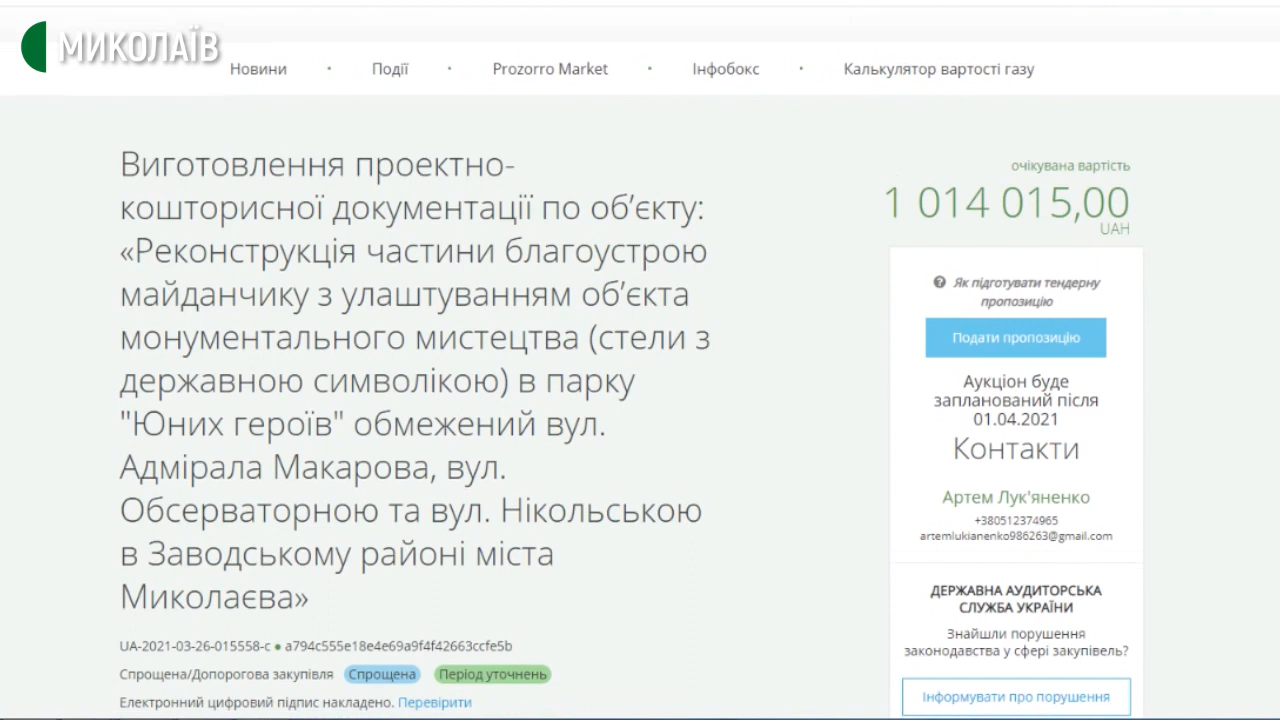 МИКОЛАЇВ
Новини • Події • Prozorro Market • Інфобокс • Калькулятор вартості газу
Виготовлення проектно-
кошторисної документації по об’єкту:
«Реконструкція частини благоустрою
майданчику з улаштуванням об’єкта
монументального мистецтва (стели з
державною символікою) в парку
"Юних героїв" обмежений вул.
Адмірала Макарова, вул.
Обсерваторною та вул. Нікольською
в Заводському районі міста
Миколаєва»
UA-2021-03-26-015558-c ● a794c555e18e4e69a9f4f42663ccfe5b
Спрощена/Допорогова закупівля Спрощена Період уточнень
Електронний цифровий підпис накладено. Перевірити
очікувана вартість
1 014 015,00
UAH
Як підготувати тендерну
пропозицію
Подати пропозицію
Аукціон буде
запланований після
01.04.2021
Контакти
Артем Лук'яненко
+380512374965
artemlukianenko986263@gmail.com
ДЕРЖАВНА АУДИТОРСЬКА
СЛУЖБА УКРАЇНИ
Знайшли порушення
законодавства у сфері закупівель?
Інформувати про порушення